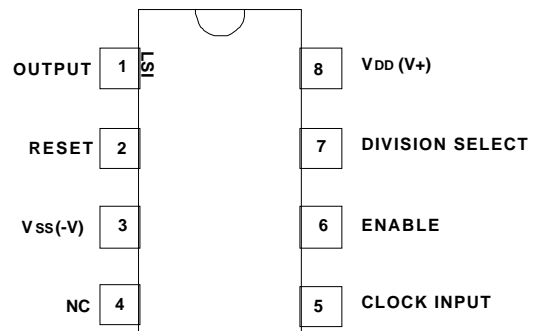 OUTPUT 1 LSI 8 VDD (V+)
RESET 2 7 DIVISION SELECT
VSS(-V) 3 6 ENABLE
NC 4 5 CLOCK INPUT